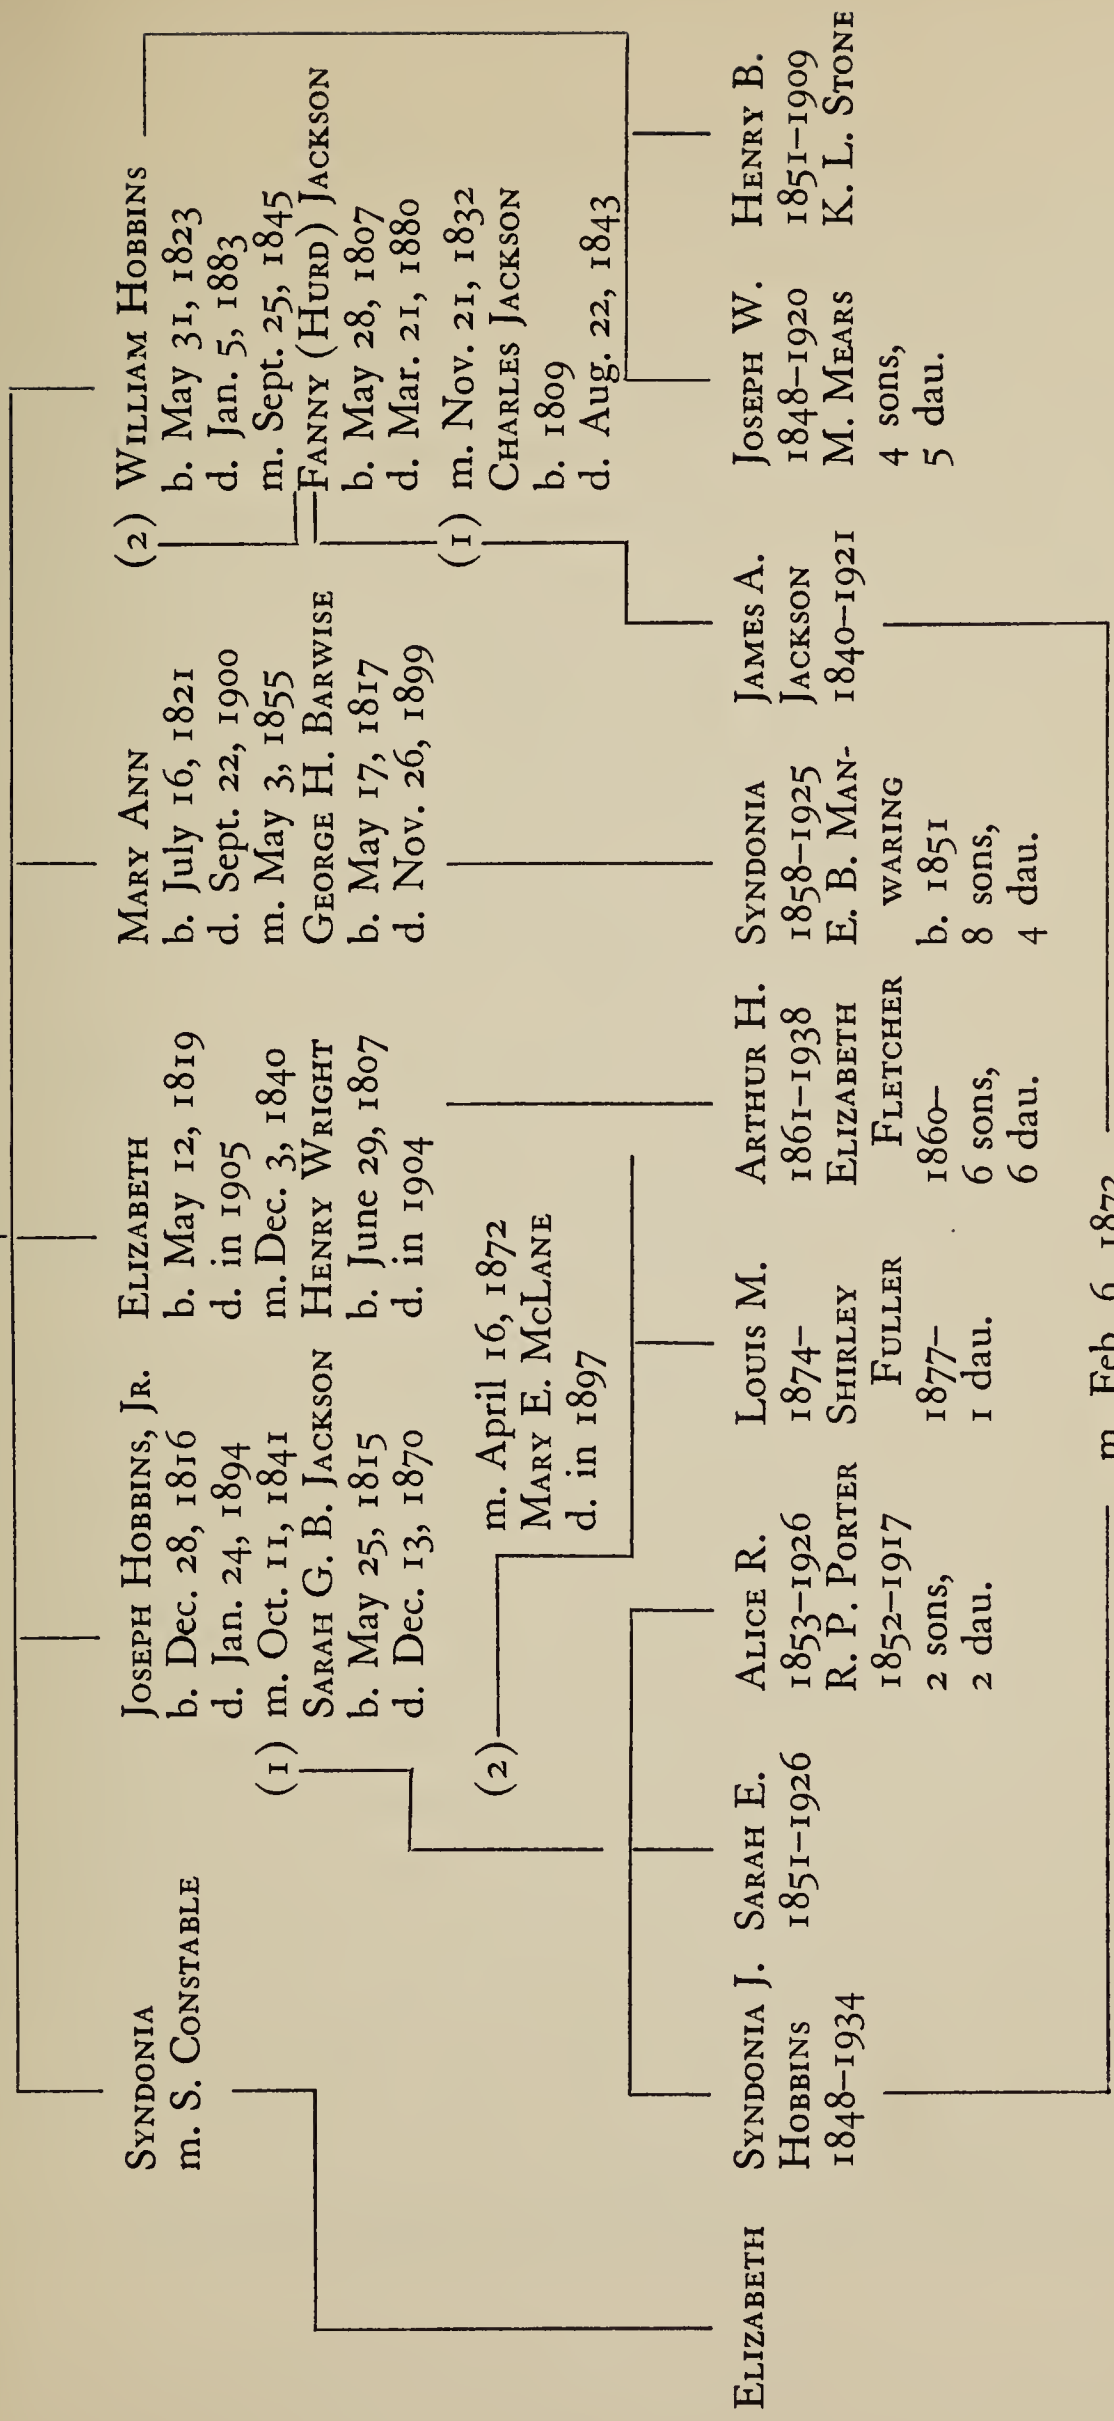 SYNDONIA
m. S. CONSTABLE
JOSEPH HOBBINS, JR.
b. Dec. 28, 1816
d. Jan. 24, 1894
(1) m. Oct. 11, 1841
SARAH G. B. JACKSON
b. May 25, 1815
d. Dec. 13, 1870
(2)
m. April 16, 1872
MARY E. MCLANE
d. in 1897
ELIZABETH
b. May 12, 1819
d. in 1905
m. Dec. 3, 1840
HENRY WRIGHT
b. June 29, 1807
d. in 1904
MARY ANN
b. July 16, 1821
d. Sept. 22, 1900
m. May 3, 1855
GEORGE H. BARWISE
b. May 17, 1817
d. Nov. 26, 1899
(2) WILLIAM HOBBINS
b. May 31, 1823
d. Jan. 5, 1883
m. Sept. 25, 1845
FANNY (HURD) JACKSON
b. May 28, 1807
d. Mar. 21, 1880
(1) m. Nov. 21, 1832
CHARLES JACKSON
b. 1809
d. Aug. 22, 1843
ELIZABETH
SYNDONIA J.
HOBBINS
1848–1934
SARAH E.
1851–1926
ALICE R.
1853–1926
R. P. PORTER
1852–1917
2 sons,
2 dau.
LOUIS M.
1874–
SHIRLEY
FULLER
1877–
1 dau.
ARTHUR H.
1861–1938
ELIZABETH
FLETCHER
1860–
6 sons,
6 dau.
SYNDONIA
1858–1925
E. B. MAN-
WARING
b. 1851
8 sons,
4 dau.
JAMES A.
JACKSON
1840–1921
JOSEPH W.
1848–1920
M. MEARS
4 sons,
5 dau.
HENRY B.
1851–1909
K. L. STONE
m. Feb. 6, 1873